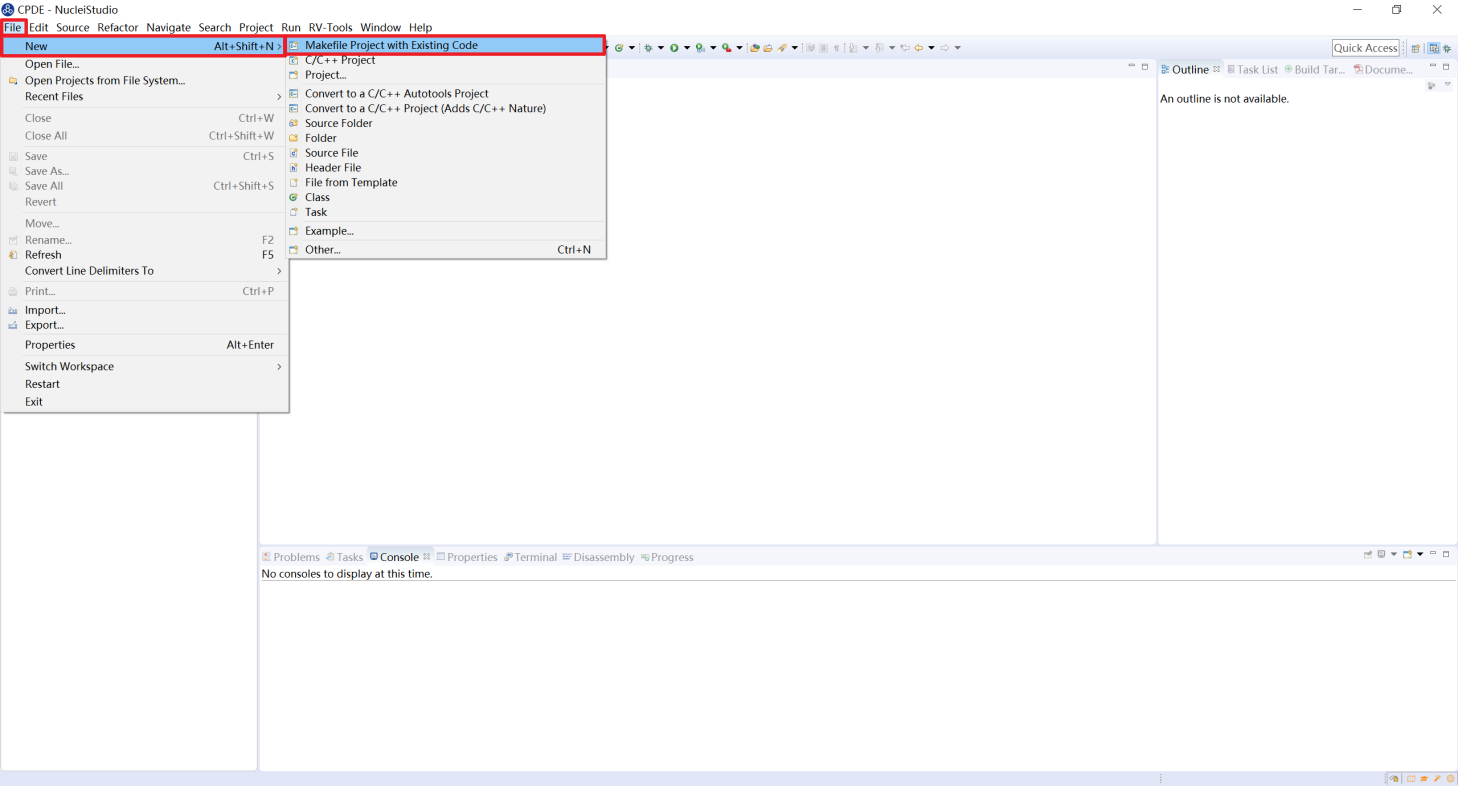 CPDE - NucleiStudio
File Edit Source Refactor Navigate Search Project Run RV-Tools Window Help
New Alt+Shift+N
Open File...
Open Projects from File System...
Recent Files
Close Ctrl+W
Close All Ctrl+Shift+W
Save Ctrl+S
Save As...
Save All Ctrl+Shift+S
Revert
Move...
Rename... F2
Refresh F5
Convert Line Delimiters To
Print... Ctrl+P
Import...
Export...
Properties Alt+Enter
Switch Workspace
Restart
Exit
Makefile Project with Existing Code
C/C++ Project
Project...
Convert to a C/C++ Autotools Project
Convert to a C/C++ Project (Adds C/C++ Nature)
Source Folder
Folder
Source File
Header File
File from Template
Class
Task
Example...
Other... Ctrl+N
Quick Access
Outline Task List Build Tar... Docume...
An outline is not available.
Problems Tasks Console Properties Terminal Disassembly Progress
No consoles to display at this time.